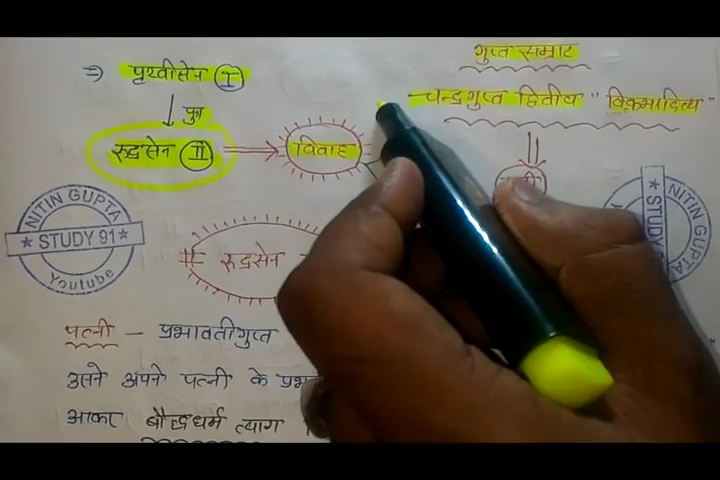 गुप्त सम्राट
⇒ पृथ्वीसेन I
चन्द्रगुप्त द्वितीय "विक्रमादित्य"
↓ पुत्र
रुद्रसेन II → विवाह
NITIN GUPTA
★ STUDY 91 ★
Youtube
NITIN GUPTA
STUDY
रुद्रसेन
पत्नी - प्रभावतीगुप्त
उसने अपने पत्नी के
आकर बौद्धधर्म त्याग